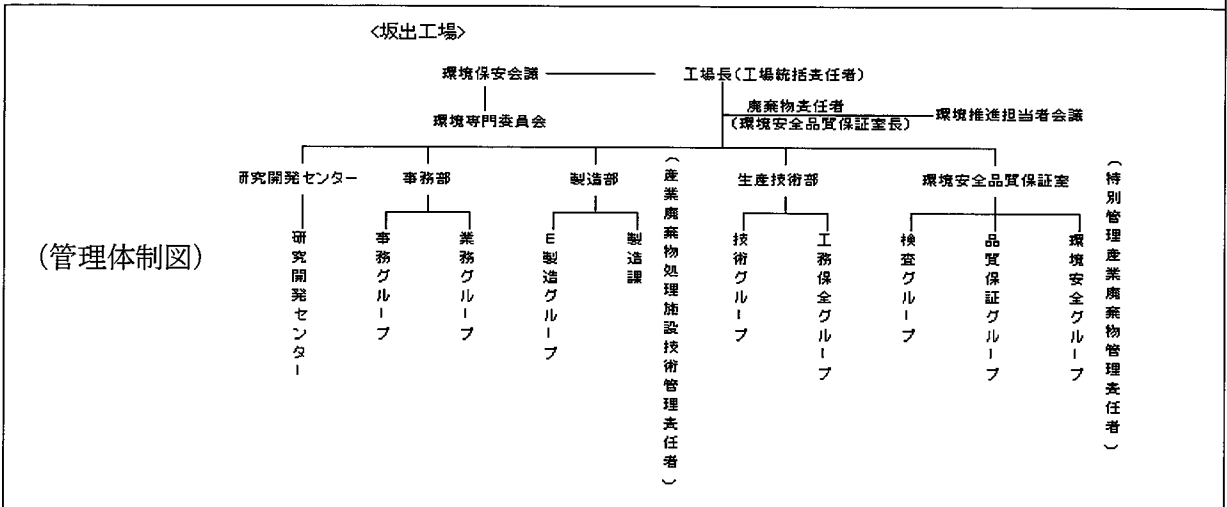 <坂出工場>
環境保安会議
工場長(工場統括責任者)
環境専門委員会
廃棄物責任者
(環境安全品質保証室長)
環境推進担当者会議
研究開発センター
事務部
製造部
(産業廃棄物処理施設技術管理責任者)
生産技術部
環境安全品質保証室
(特別管理産業廃棄物管理責任者)
(管理体制図)
研究開発センター
事務グループ
業務グループ
E製造グループ
製造課
技術グループ
工務保全グループ
検査グループ
品質保証グループ
環境安全グループ